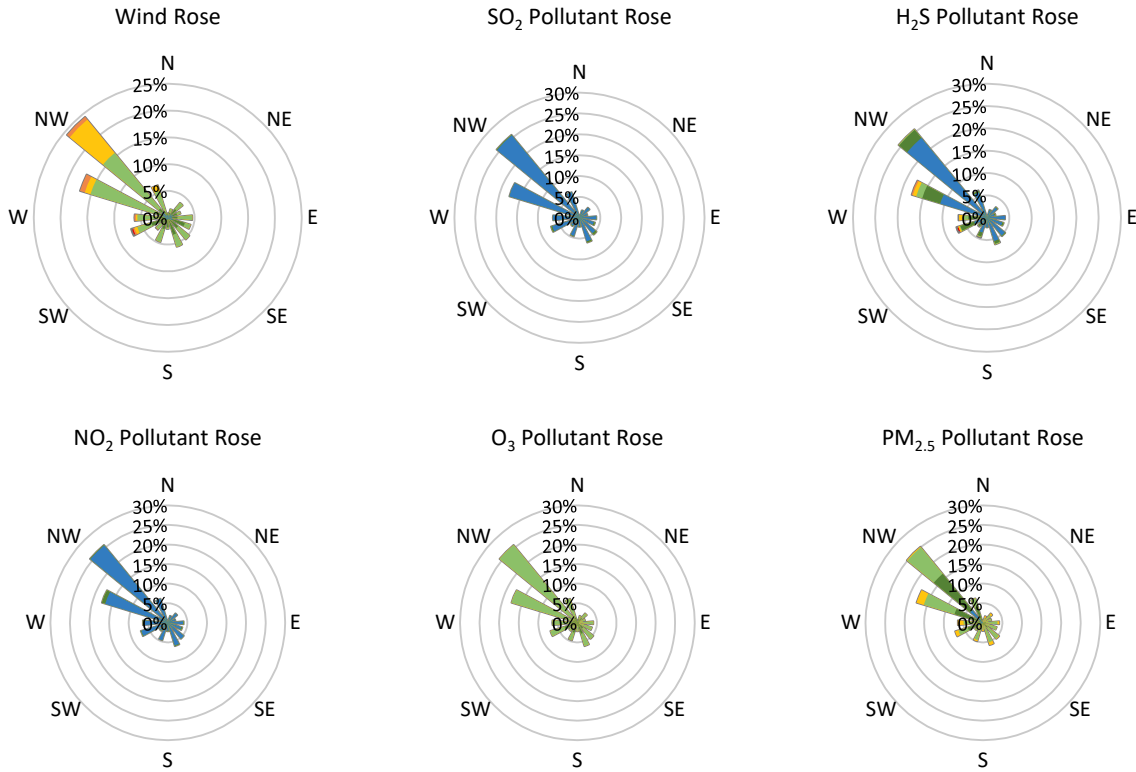 Wind Rose
N
25%
20%
15%
10%
5%
0%
NW
NE
W
E
SW
SE
S
SO₂ Pollutant Rose
N
30%
25%
20%
15%
10%
5%
0%
NW
NE
W
E
SW
SE
S
H₂S Pollutant Rose
N
30%
25%
20%
15%
10%
5%
0%
NW
NE
W
E
SW
SE
S
NO₂ Pollutant Rose
N
30%
25%
20%
15%
10%
5%
0%
NW
NE
W
E
SW
SE
S
O₃ Pollutant Rose
N
30%
25%
20%
15%
10%
5%
0%
NW
NE
W
E
SW
SE
S
PM₂.₅ Pollutant Rose
N
30%
25%
20%
15%
10%
5%
0%
NW
NE
W
E
SW
SE
S